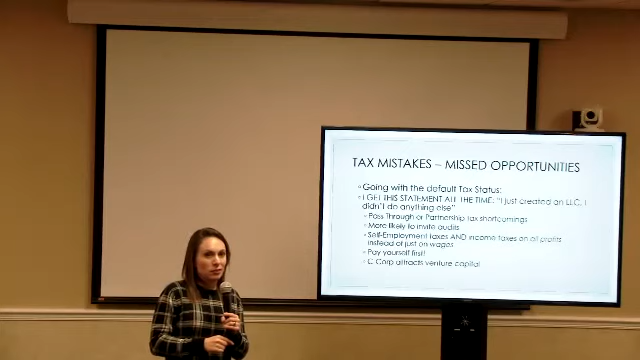 TAX MISTAKES – MISSED OPPORTUNITIES
Going with the default Tax Status:
I GET THIS STATEMENT ALL THE TIME: "I just created an LLC, I
didn't do anything else"
Pass Through or Partnership tax shortcomings
More likely to invite audits
Self-Employment Taxes AND income taxes on all profits
instead of just on wages
Pay yourself first!
C Corp attracts venture capital